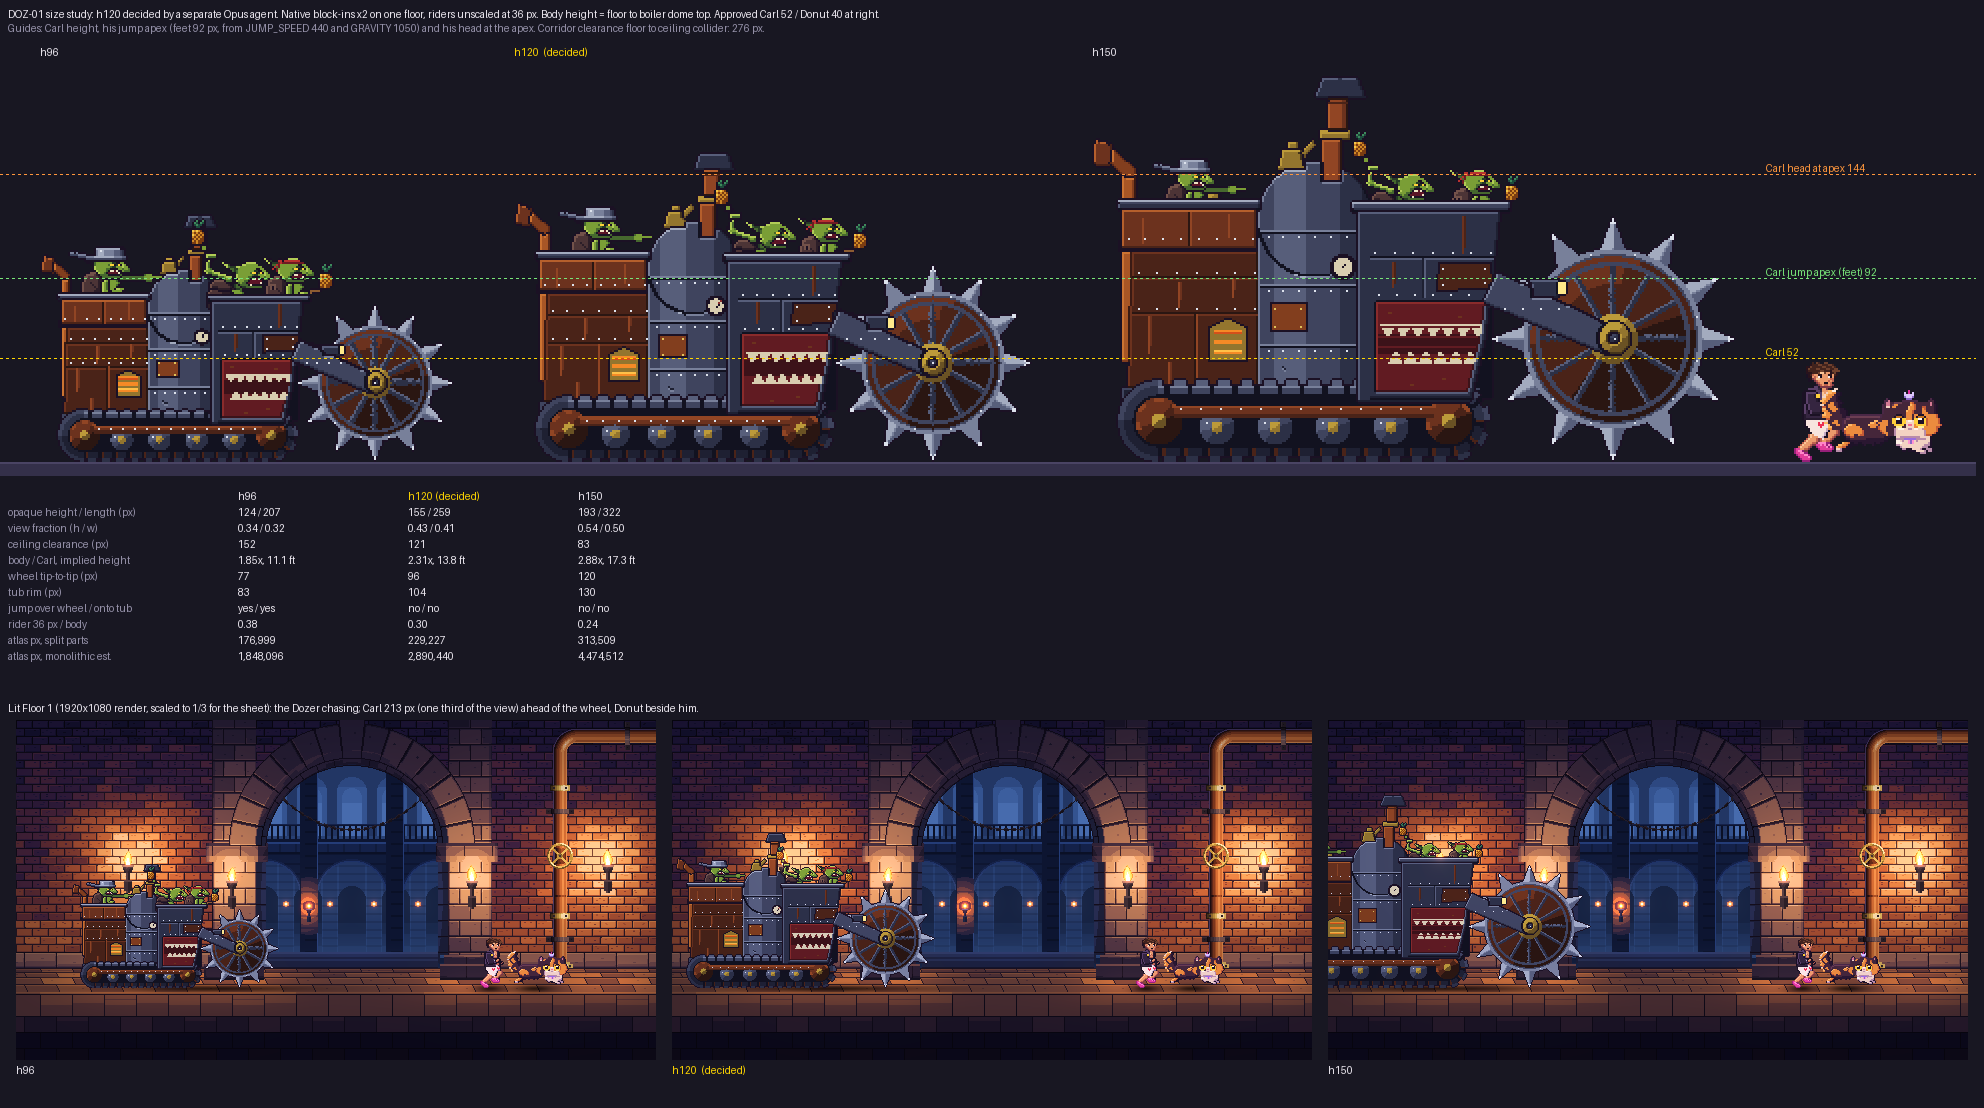 DOZ-01 size study: h120 decided by a separate Opus agent. Native block-ins x2 on one floor, riders unscaled at 36 px. Body height = floor to boiler dome top. Approved Carl 52 / Donut 40 at right.
Guides: Carl height, his jump apex (feet 92 px, from JUMP_SPEED 440 and GRAVITY 1050) and his head at the apex. Corridor clearance floor to ceiling collider: 276 px.
h96 h120 (decided) h150
Carl head at apex 144
Carl jump apex (feet) 92
Carl 52
h96 h120 (decided) h150
opaque height / length (px) 124 / 207 155 / 259 193 / 322
view fraction (h / w) 0.34 / 0.32 0.43 / 0.41 0.54 / 0.50
ceiling clearance (px) 152 121 83
body / Carl, implied height 1.85x, 11.1 ft 2.31x, 13.8 ft 2.88x, 17.3 ft
wheel tip-to-tip (px) 77 96 120
tub rim (px) 83 104 130
jump over wheel / onto tub yes / yes no / no no / no
rider 36 px / body 0.38 0.30 0.24
atlas px, split parts 176,999 229,227 313,509
atlas px, monolithic est. 1,848,096 2,890,440 4,474,512
Lit Floor 1 (1920x1080 render, scaled to 1/3 for the sheet): the Dozer chasing; Carl 213 px (one third of the view) ahead of the wheel, Donut beside him.
h96 h120 (decided) h150